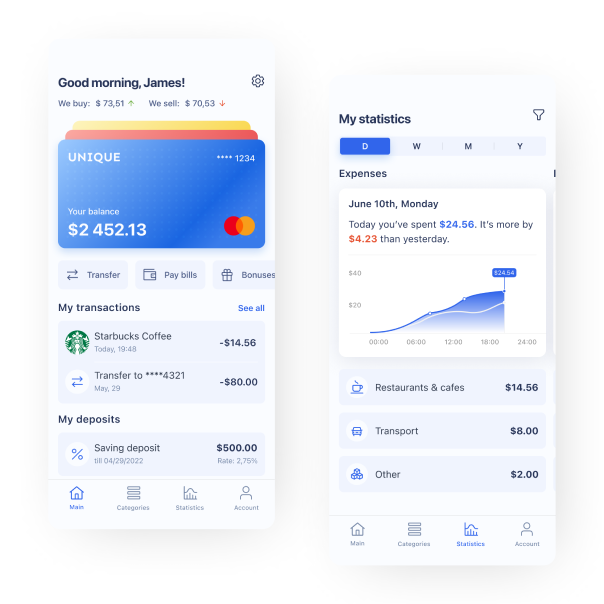 Good morning, James!
We buy: $ 73,51 ↑ We sell: $ 70,53 ↓
UNIQUE **** 1234
Your balance
$2 452.13
Transfer Pay bills Bonuses
My transactions See all
Starbucks Coffee -$14.56
Today, 19:48
Transfer to ****4321 -$80.00
May, 29
My deposits
Saving deposit $500.00
till 04/29/2022 Rate: 2,75%
Main Categories Statistics Account
My statistics
D W M Y
Expenses
June 10th, Monday
Today you've spent $24.56. It's more by
$4.23 than yesterday.
$40 $24.54
$20
00:00 06:00 12:00 18:00 24:00
Restaurants & cafes $14.56
Transport $8.00
Other $2.00
Main Categories Statistics Account